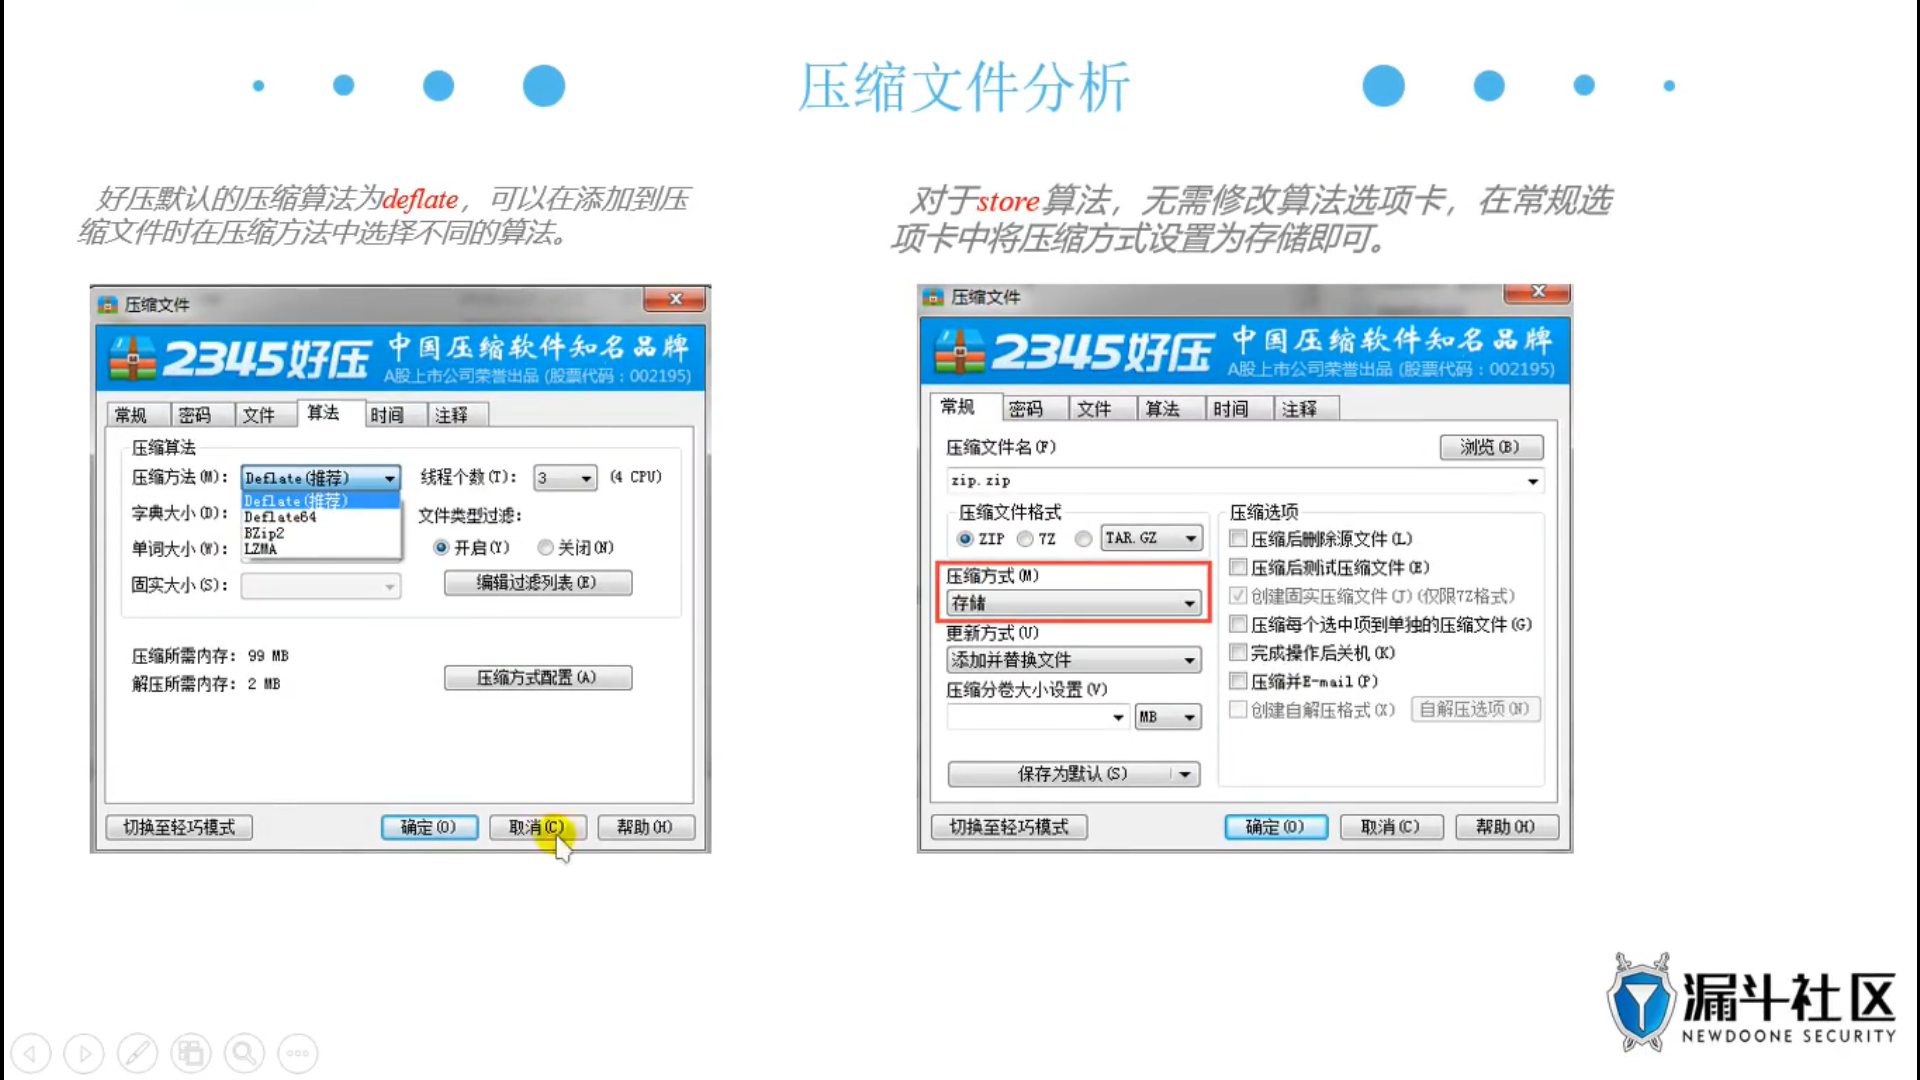 压缩文件分析
好压默认的压缩算法为deflate，可以在添加到压
缩文件时在压缩方法中选择不同的算法。
压缩文件
2345好压
中国压缩软件知名品牌
A股上市公司荣誉出品 (股票代码：002195)
常规 密码 文件 算法 时间 注释
压缩算法
压缩方法(M)： Deflate(推荐) 线程个数(T)： 3 (4 CPU)
Deflate(推荐)
Deflate64
BZip2
LZMA
字典大小(D)： 文件类型过滤：
单词大小(W)： 开启(Y) 关闭(N)
固实大小(S)： 编辑过滤列表(E)
压缩所需内存： 99 MB
解压所需内存： 2 MB
压缩方式配置(A)
切换至轻巧模式 确定(O) 取消(C) 帮助(H)
对于store算法，无需修改算法选项卡，在常规选
项卡中将压缩方式设置为存储即可。
压缩文件
2345好压
中国压缩软件知名品牌
A股上市公司荣誉出品 (股票代码：002195)
常规 密码 文件 算法 时间 注释
压缩文件名(F) 浏览(B)
zip.zip
压缩文件格式
ZIP 7Z TAR.GZ
压缩方式(M)
存储
更新方式(U)
添加并替换文件
压缩分卷大小设置(V)
MB
保存为默认(S)
压缩选项
压缩后删除源文件(L)
压缩后测试压缩文件(E)
创建固实压缩文件(J)(仅限7Z格式)
压缩每个选中项到单独的压缩文件(G)
完成操作后关机(K)
压缩并E-mail(P)
创建自解压格式(X) 自解压选项(N)
切换至轻巧模式 确定(O) 取消(C) 帮助(H)
漏斗社区
NEWDOONE SECURITY